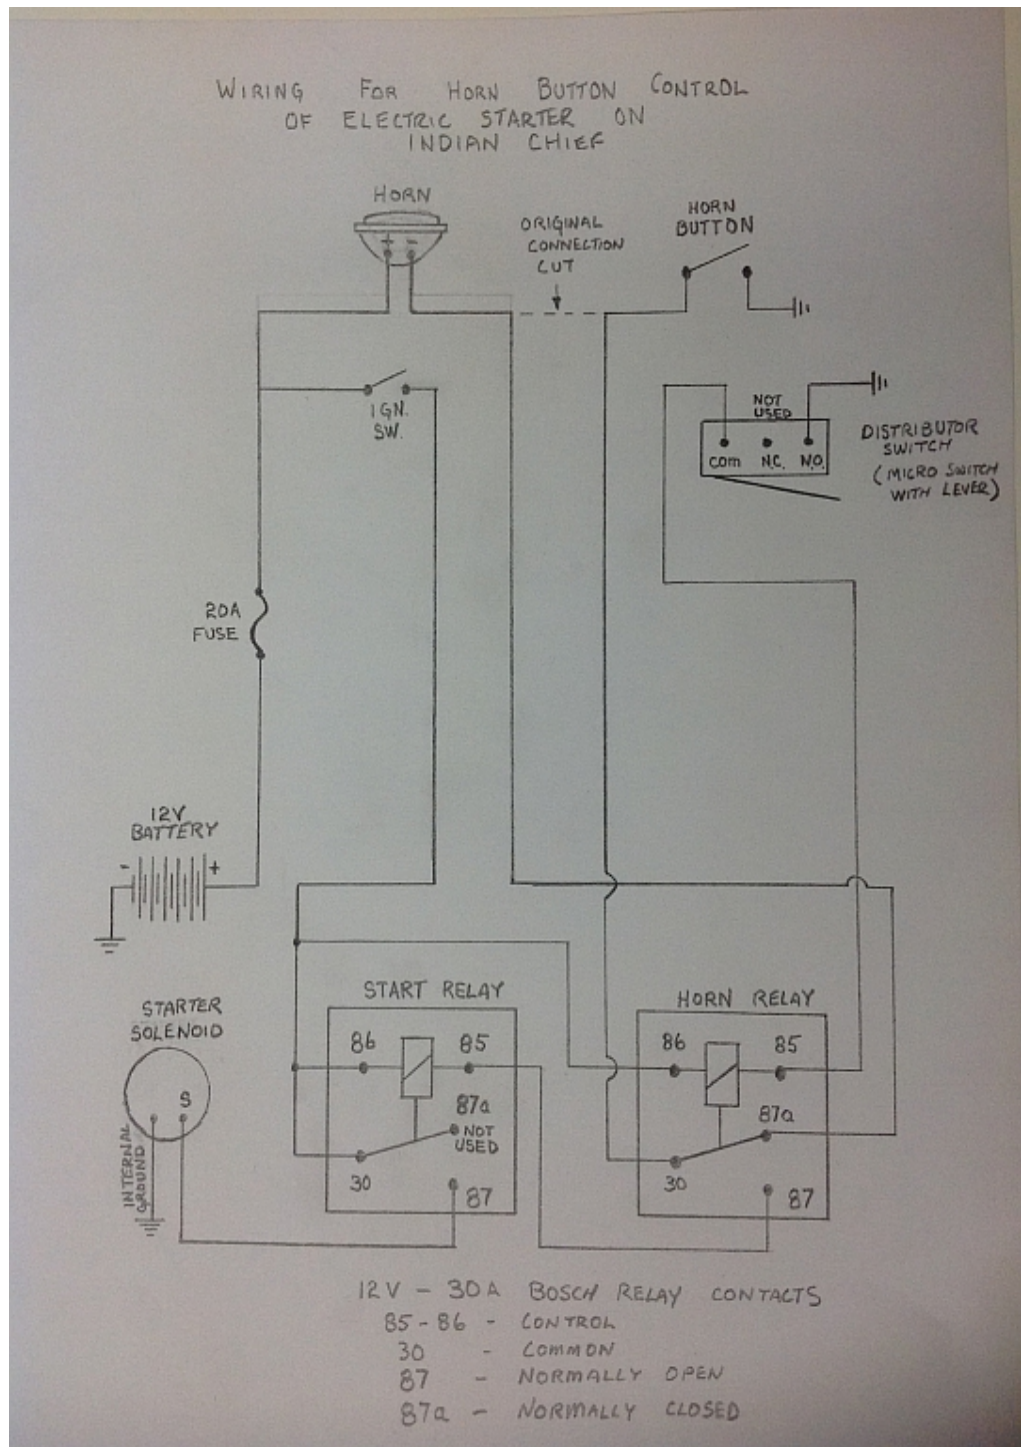 WIRING FOR HORN BUTTON CONTROL
OF ELECTRIC STARTER ON
INDIAN CHIEF
HORN
+ -
ORIGINAL
CONNECTION
CUT
HORN
BUTTON
IGN.
SW.
NOT
USED
COM N.C. N.O.
DISTRIBUTOR
SWITCH
(MICRO SWITCH
WITH LEVER)
20A
FUSE
12V
BATTERY
- +
STARTER
SOLENOID
S
INTERNAL
GROUND
START RELAY
86 85
87a
NOT
USED
30
87
HORN RELAY
86 85
87a
30
87
12V - 30A BOSCH RELAY CONTACTS
85-86 - CONTROL
30 - COMMON
87 - NORMALLY OPEN
87a - NORMALLY CLOSED